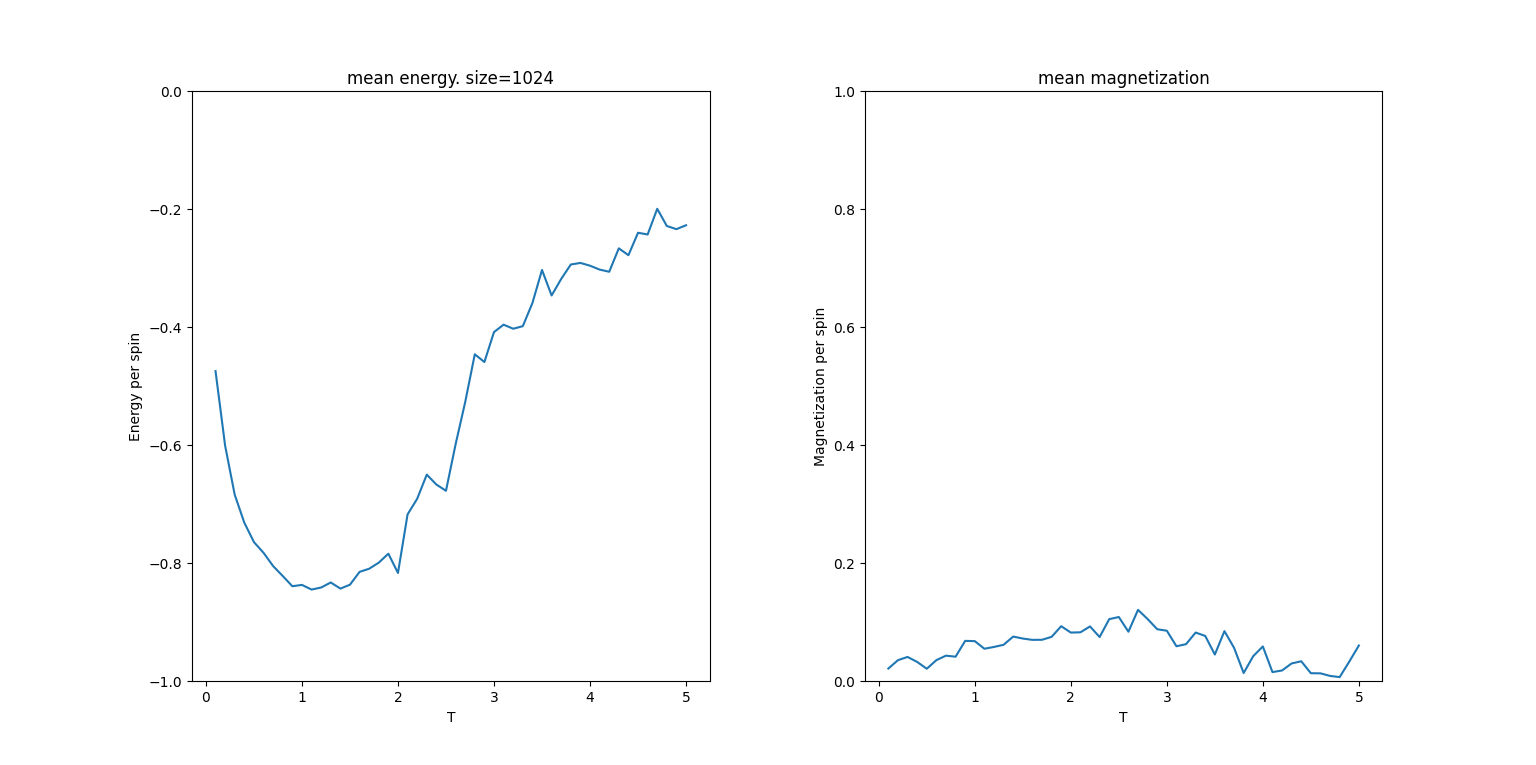 mean energy. size=1024
0.0
−0.2
−0.4
−0.6
−0.8
−1.0
Energy per spin
0 1 2 3 4 5
T
mean magnetization
1.0
0.8
0.6
0.4
0.2
0.0
Magnetization per spin
0 1 2 3 4 5
T